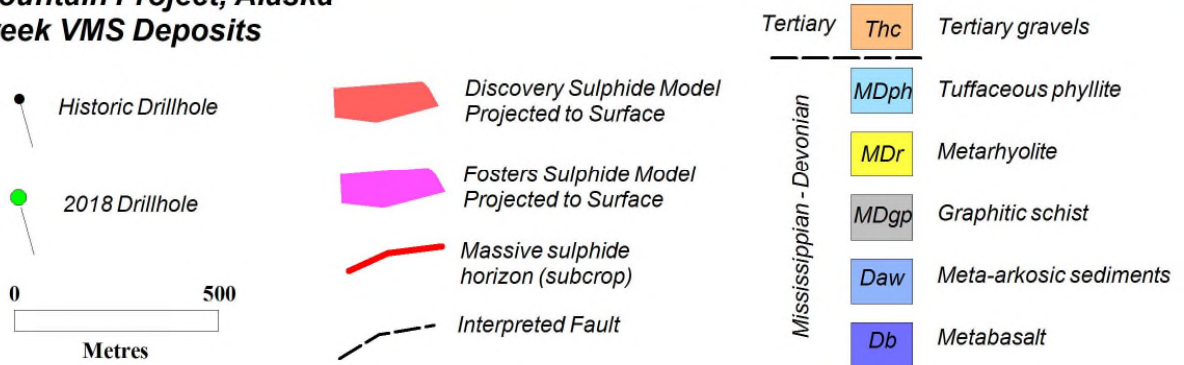 Project, Alaska
VMS Deposits
Historic Drillhole
2018 Drillhole
0 500
Metres
Discovery Sulphide Model
Projected to Surface
Fosters Sulphide Model
Projected to Surface
Massive sulphide
horizon (subcrop)
Interpreted Fault
Tertiary
Mississippian - Devonian
Thc Tertiary gravels
MDph Tuffaceous phyllite
MDr Metarhyolite
MDgp Graphitic schist
Daw Meta-arkosic sediments
Db Metabasalt